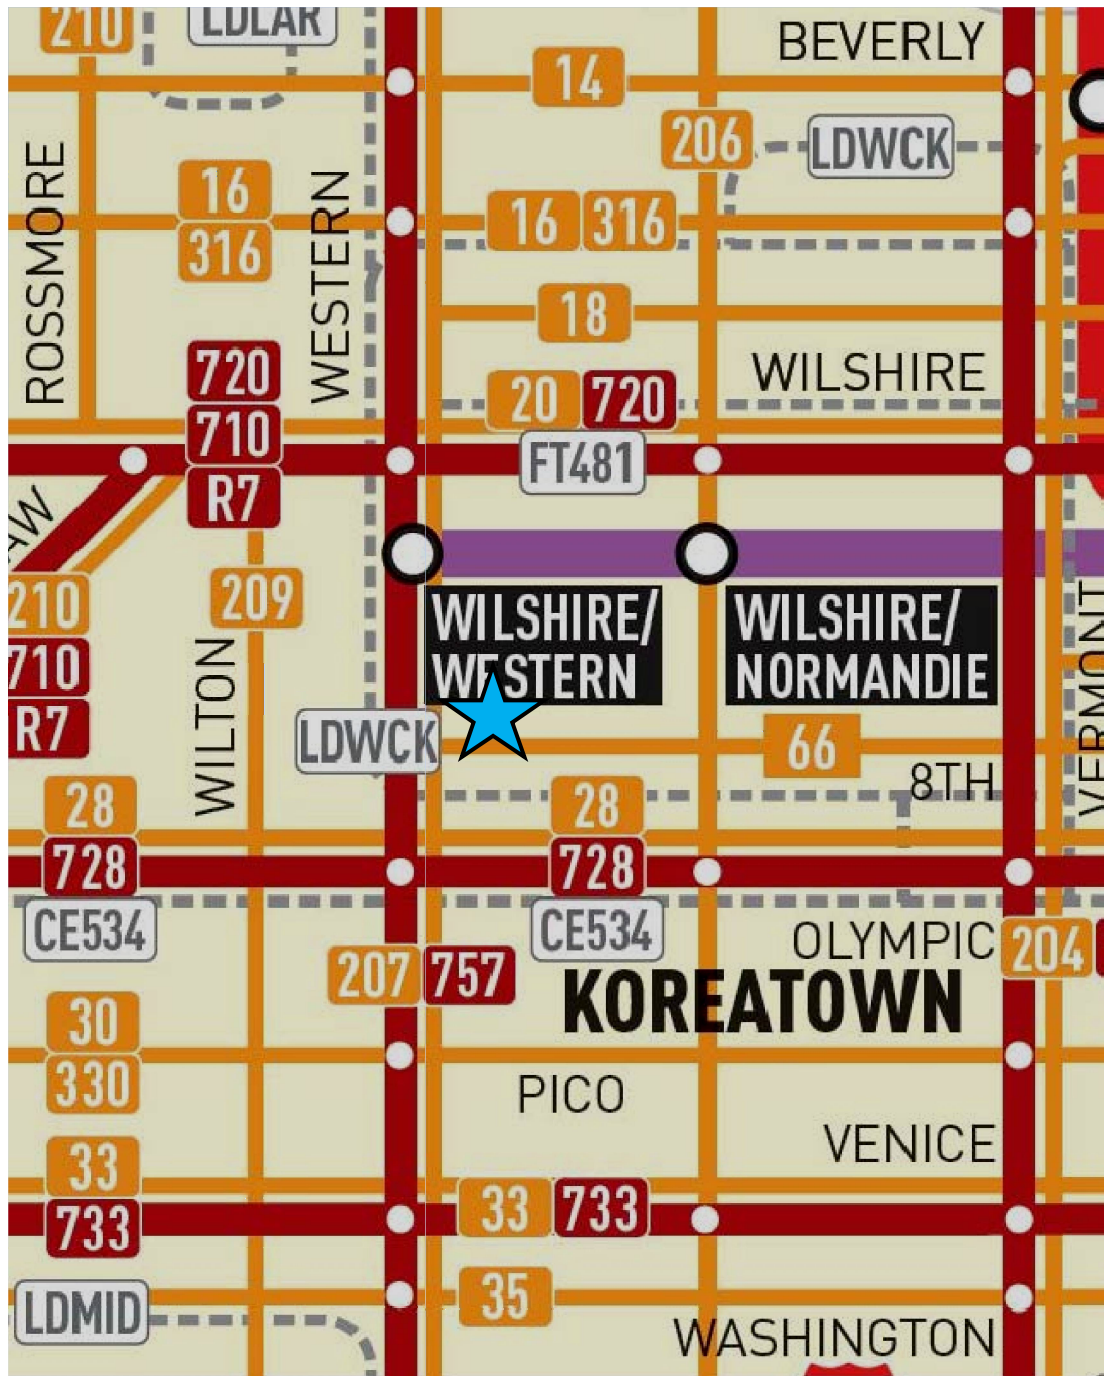 210
LDLAR
BEVERLY
14
206
LDWCK
ROSSMORE
16
316
WESTERN
16 316
18
WILSHIRE
720
710
R7
20 720
FT481
210
710
R7
209
WILTON
WILSHIRE/
WESTERN
WILSHIRE/
NORMANDIE
VERMONT
LDWCK
66
8TH
28
728
CE534
28
728
CE534
OLYMPIC
204
207 757
KOREATOWN
30
330
PICO
VENICE
33
733
33 733
LDMID
35
WASHINGTON